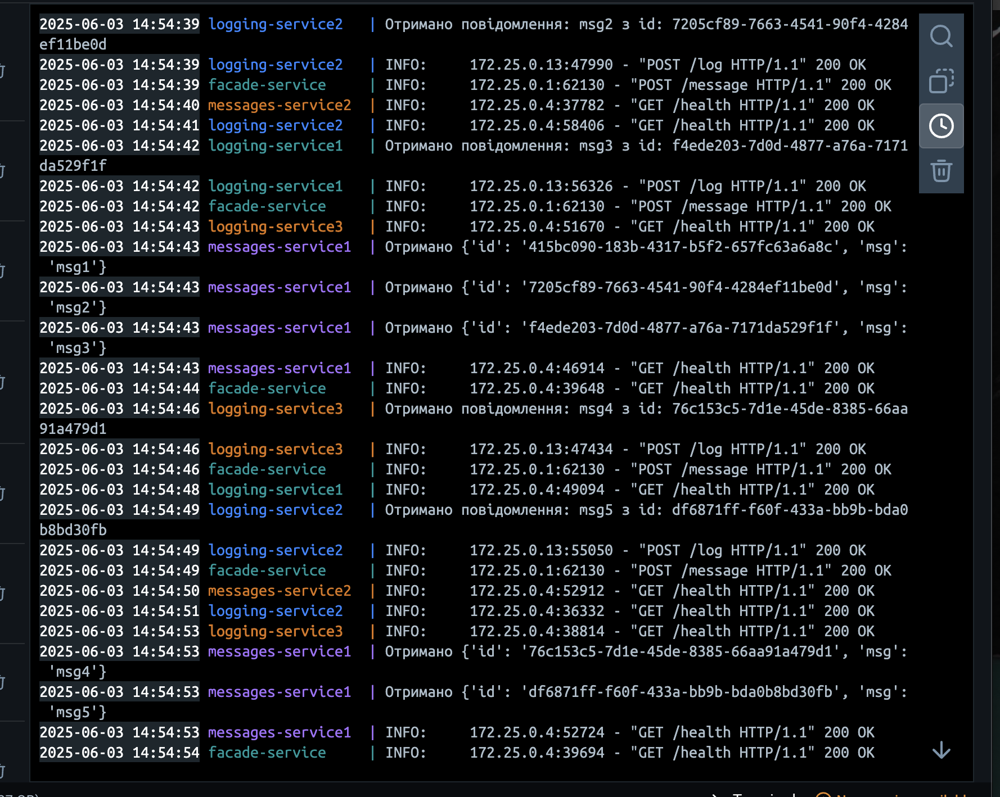 2025-06-03 14:54:39 logging-service2   | Отримано повідомлення: msg2 з id: 7205cf89-7663-4541-90f4-4284
ef11be0d
2025-06-03 14:54:39 logging-service2   | INFO:     172.25.0.13:47990 - "POST /log HTTP/1.1" 200 OK
2025-06-03 14:54:39 facade-service     | INFO:     172.25.0.1:62130 - "POST /message HTTP/1.1" 200 OK
2025-06-03 14:54:40 messages-service2  | INFO:     172.25.0.4:37782 - "GET /health HTTP/1.1" 200 OK
2025-06-03 14:54:41 logging-service2   | INFO:     172.25.0.4:58406 - "GET /health HTTP/1.1" 200 OK
2025-06-03 14:54:42 logging-service1   | Отримано повідомлення: msg3 з id: f4ede203-7d0d-4877-a76a-7171
da529f1f
2025-06-03 14:54:42 logging-service1   | INFO:     172.25.0.13:56326 - "POST /log HTTP/1.1" 200 OK
2025-06-03 14:54:42 facade-service     | INFO:     172.25.0.1:62130 - "POST /message HTTP/1.1" 200 OK
2025-06-03 14:54:43 logging-service3   | INFO:     172.25.0.4:51670 - "GET /health HTTP/1.1" 200 OK
2025-06-03 14:54:43 messages-service1  | Отримано {'id': '415bc090-183b-4317-b5f2-657fc63a6a8c', 'msg':
 'msg1'}
2025-06-03 14:54:43 messages-service1  | Отримано {'id': '7205cf89-7663-4541-90f4-4284ef11be0d', 'msg':
 'msg2'}
2025-06-03 14:54:43 messages-service1  | Отримано {'id': 'f4ede203-7d0d-4877-a76a-7171da529f1f', 'msg':
 'msg3'}
2025-06-03 14:54:43 messages-service1  | INFO:     172.25.0.4:46914 - "GET /health HTTP/1.1" 200 OK
2025-06-03 14:54:44 facade-service     | INFO:     172.25.0.4:39648 - "GET /health HTTP/1.1" 200 OK
2025-06-03 14:54:46 logging-service3   | Отримано повідомлення: msg4 з id: 76c153c5-7d1e-45de-8385-66aa
91a479d1
2025-06-03 14:54:46 logging-service3   | INFO:     172.25.0.13:47434 - "POST /log HTTP/1.1" 200 OK
2025-06-03 14:54:46 facade-service     | INFO:     172.25.0.1:62130 - "POST /message HTTP/1.1" 200 OK
2025-06-03 14:54:48 logging-service1   | INFO:     172.25.0.4:49094 - "GET /health HTTP/1.1" 200 OK
2025-06-03 14:54:49 logging-service2   | Отримано повідомлення: msg5 з id: df6871ff-f60f-433a-bb9b-bda0
b8bd30fb
2025-06-03 14:54:49 logging-service2   | INFO:     172.25.0.13:55050 - "POST /log HTTP/1.1" 200 OK
2025-06-03 14:54:49 facade-service     | INFO:     172.25.0.1:62130 - "POST /message HTTP/1.1" 200 OK
2025-06-03 14:54:50 messages-service2  | INFO:     172.25.0.4:52912 - "GET /health HTTP/1.1" 200 OK
2025-06-03 14:54:51 logging-service2   | INFO:     172.25.0.4:36332 - "GET /health HTTP/1.1" 200 OK
2025-06-03 14:54:53 logging-service3   | INFO:     172.25.0.4:38814 - "GET /health HTTP/1.1" 200 OK
2025-06-03 14:54:53 messages-service1  | Отримано {'id': '76c153c5-7d1e-45de-8385-66aa91a479d1', 'msg':
 'msg4'}
2025-06-03 14:54:53 messages-service1  | Отримано {'id': 'df6871ff-f60f-433a-bb9b-bda0b8bd30fb', 'msg':
 'msg5'}
2025-06-03 14:54:53 messages-service1  | INFO:     172.25.0.4:52724 - "GET /health HTTP/1.1" 200 OK
2025-06-03 14:54:54 facade-service     | INFO:     172.25.0.4:39694 - "GET /health HTTP/1.1" 200 OK